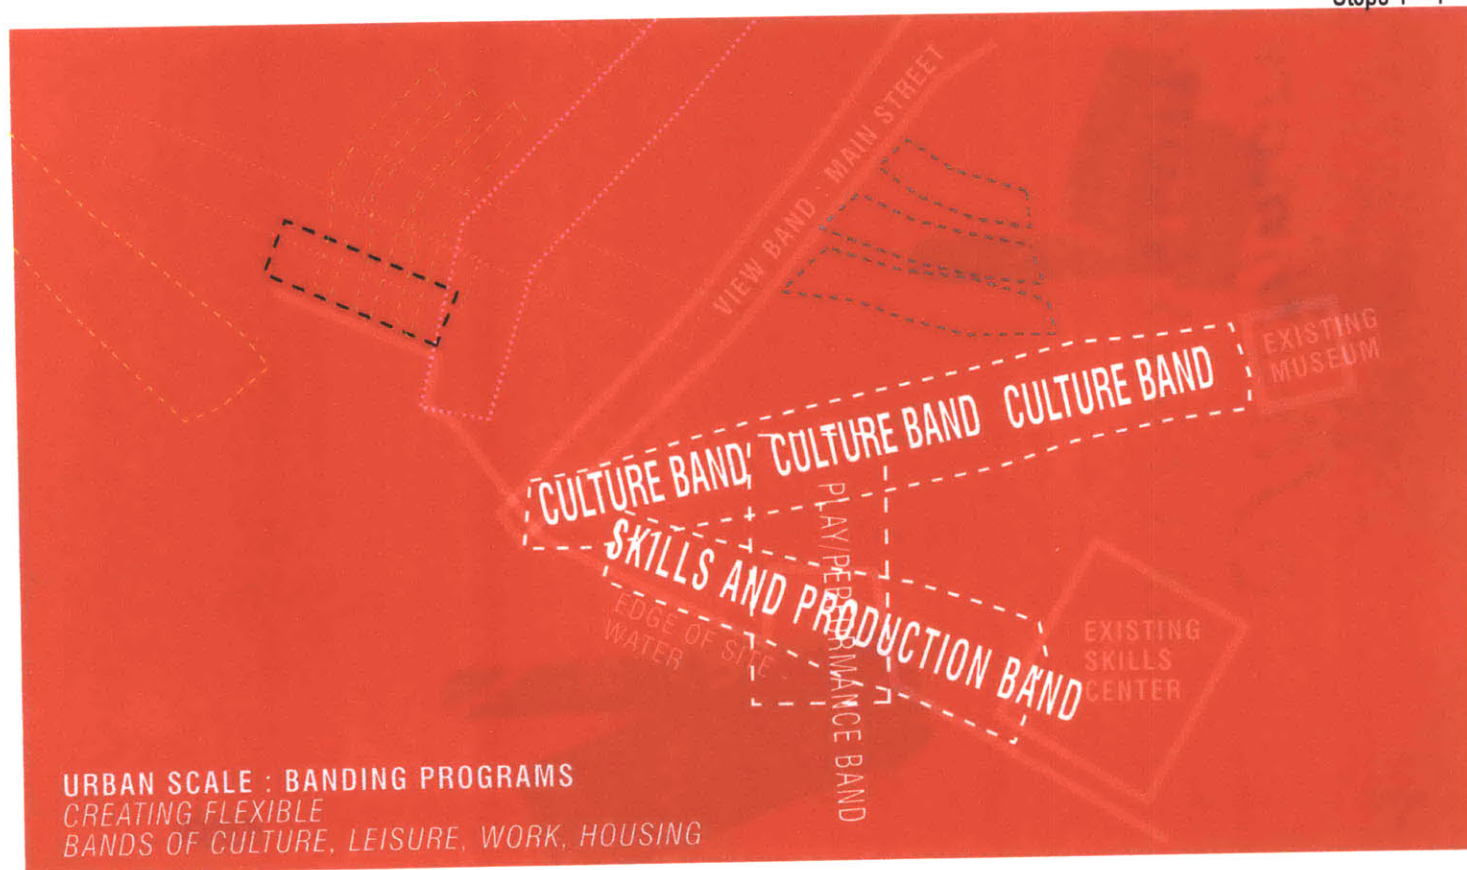 VIEW BAND - MAIN STREET
EXISTING
MUSEUM
CULTURE BAND
CULTURE BAND
CULTURE BAND
PLAY/PERFORMANCE BAND
SKILLS AND PRODUCTION BAND
EDGE OF SITE -
WATER
EXISTING
SKILLS
CENTER
URBAN SCALE : BANDING PROGRAMS
CREATING FLEXIBLE
BANDS OF CULTURE, LEISURE, WORK, HOUSING